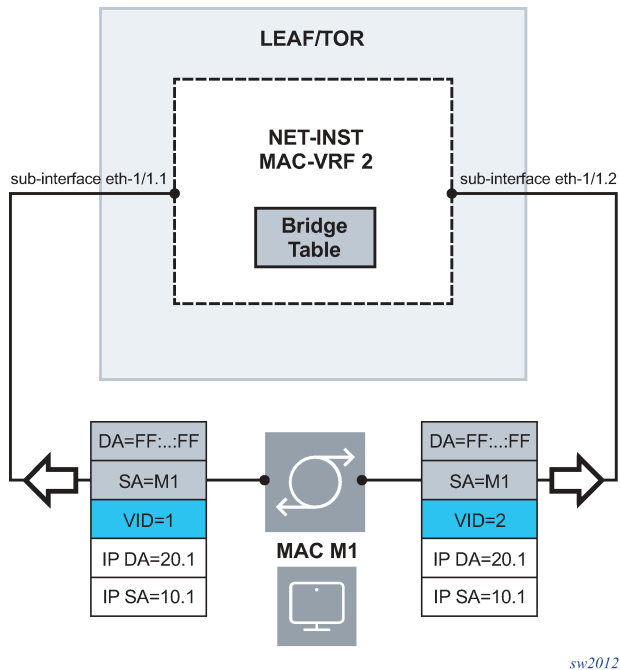 LEAF/TOR
NET-INST
MAC-VRF 2
sub-interface eth-1/1.1
sub-interface eth-1/1.2
Bridge
Table
DA=FF:..:FF
SA=M1
VID=1
IP DA=20.1
IP SA=10.1
MAC M1
DA=FF:..:FF
SA=M1
VID=2
IP DA=20.1
IP SA=10.1
sw2012